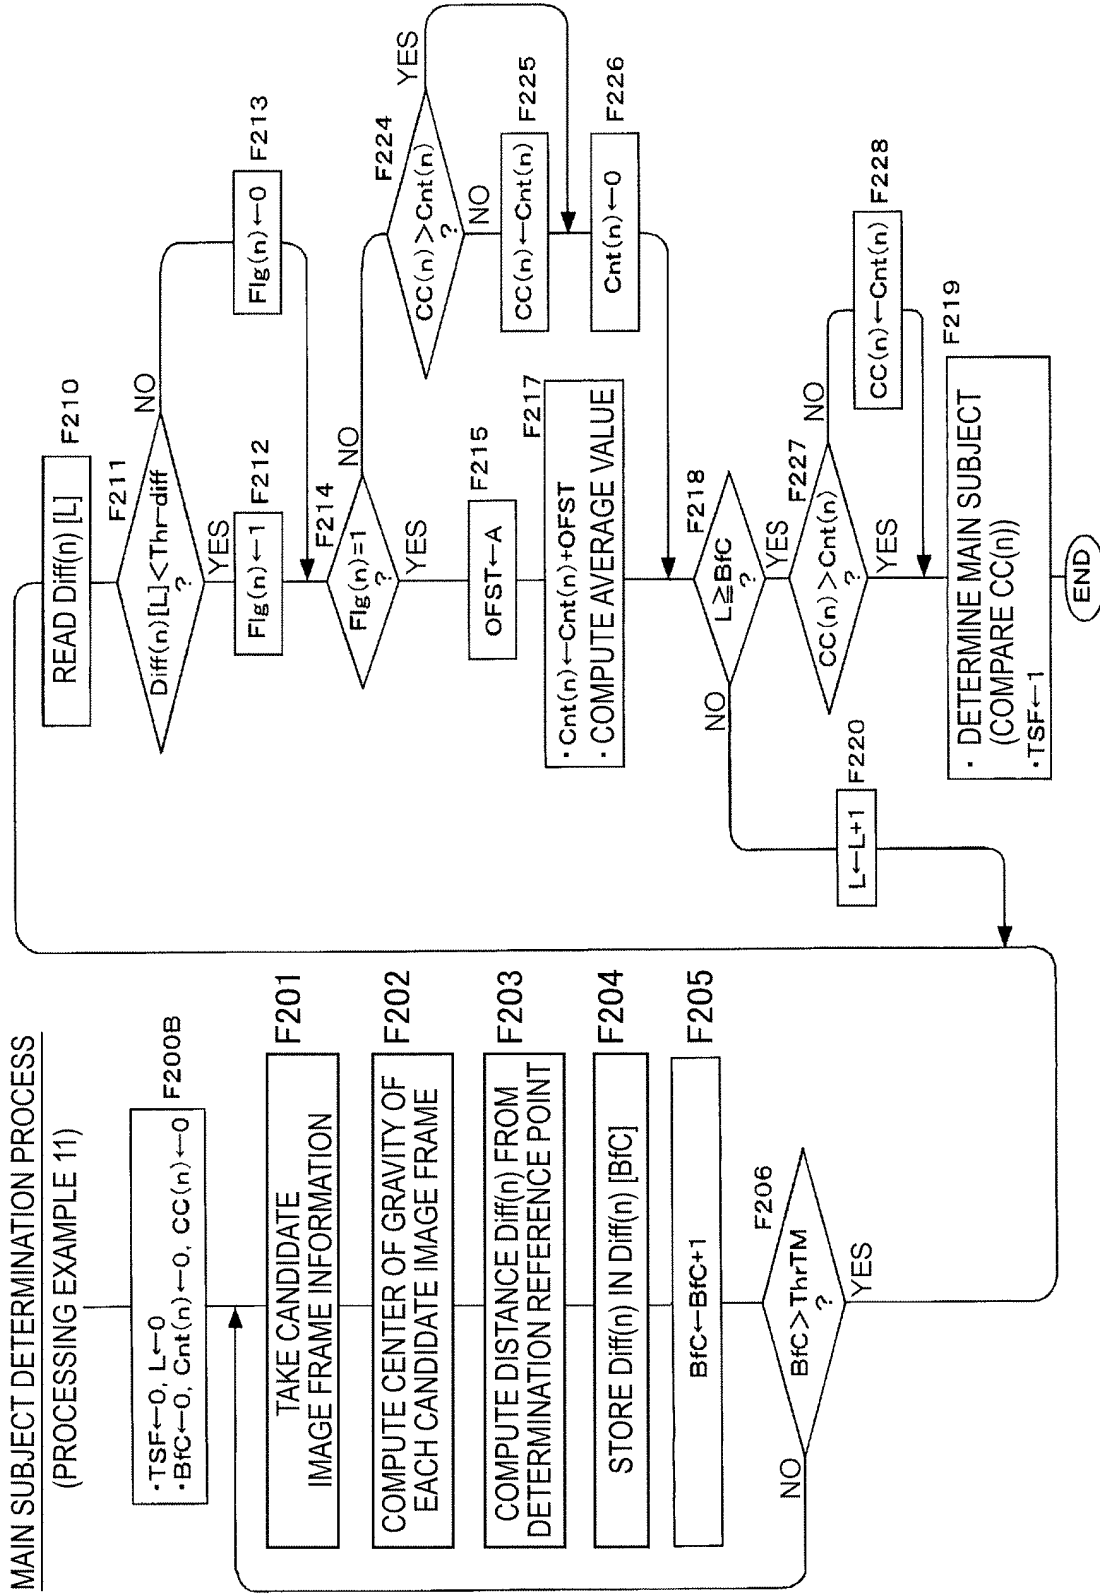 MAIN SUBJECT DETERMINATION PROCESS
(PROCESSING EXAMPLE 11)
·TSF←0, L←0
·BfC←0, Cnt(n)←0, CC(n)←0
F200B
TAKE CANDIDATE
IMAGE FRAME INFORMATION
F201
COMPUTE CENTER OF GRAVITY OF
EACH CANDIDATE IMAGE FRAME
F202
COMPUTE DISTANCE Diff(n) FROM
DETERMINATION REFERENCE POINT
F203
STORE Diff(n) IN Diff(n) [BfC]
F204
BfC←BfC+1
F205
BfC>ThrTM
?
F206
NO
YES
READ Diff(n) [L]
F210
Diff(n)[L]<Thr-diff
?
F211
NO
YES
Flg(n)←1
F212
Flg(n)←0
F213
Flg(n)=1
?
F214
NO
YES
OFST←A
F215
·Cnt(n)←Cnt(n)+OFST
·COMPUTE AVERAGE VALUE
F217
CC(n)>Cnt(n)
?
F224
YES
NO
CC(n)←Cnt(n)
F225
Cnt(n)←0
F226
L≧BfC
?
F218
NO
YES
L←L+1
F220
CC(n)>Cnt(n)
?
F227
NO
YES
CC(n)←Cnt(n)
F228
· DETERMINE MAIN SUBJECT
(COMPARE CC(n))
·TSF←1
F219
END